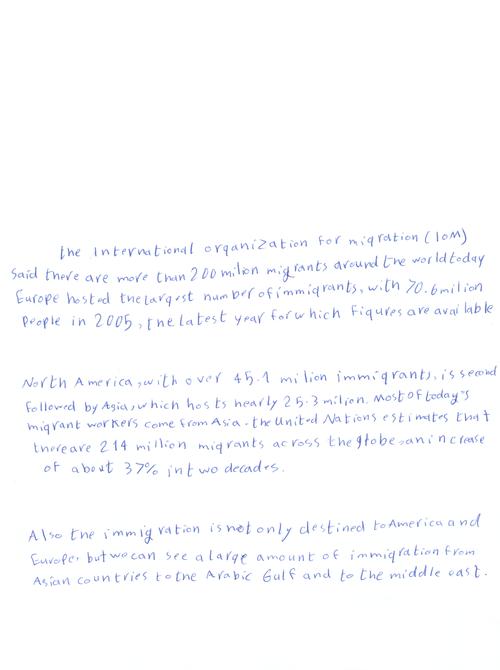 the International organization for migration (IOM)
said there are more than 200 milion migrants around the world today
Europe hosted the largest number of immigrants, with 70.6 milion
people in 2005, the latest year for which figures are available
North America, with over 45.1 milion immigrants, is second
followed by Asia, which hosts nearly 25.3 milion. Most of today's
migrant workers come from Asia. the United Nations estimates that
there are 214 million migrants across the globe, an increase
of about 37% in two decades.
Also the immigration is not only destined to America and
Europe, but we can see a large amount of immigration from
Asian countries to the Arabic Gulf and to the middle east.